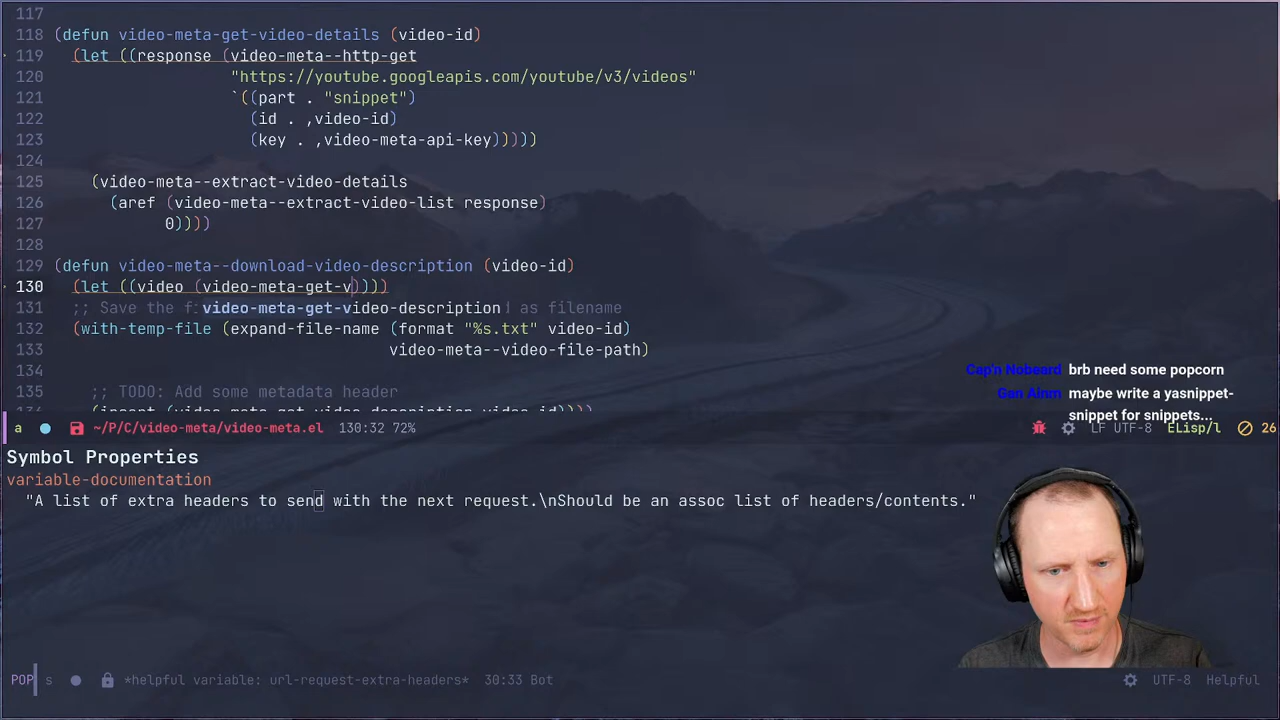 117
118 (defun video-meta-get-video-details (video-id)
119   (let ((response (video-meta--http-get
120                    "https://youtube.googleapis.com/youtube/v3/videos"
121                    `((part . "snippet")
122                      (id . ,video-id)
123                      (key . ,video-meta-api-key)))))
124
125     (video-meta--extract-video-details
126       (aref (video-meta--extract-video-list response)
127             0))))
128
129 (defun video-meta--download-video-description (video-id)
130   (let ((video (video-meta-get-v))))
131   ;; Save the f video-meta-get-video-description as filename
132   (with-temp-file (expand-file-name (format "%s.txt" video-id)
133                                     video-meta--video-file-path)
134
135     ;; TODO: Add some metadata header
Cap'n Nobeard brb need some popcorn
Gen Ainm maybe write a yasnippet-
snippet for snippets...
a ~/P/C/video-meta/video-meta.el 130:32 72% LF UTF-8 ELisp/l 26
Symbol Properties
variable-documentation
"A list of extra headers to send with the next request.\nShould be an assoc list of headers/contents."
POP s *helpful variable: url-request-extra-headers* 30:33 Bot UTF-8 Helpful